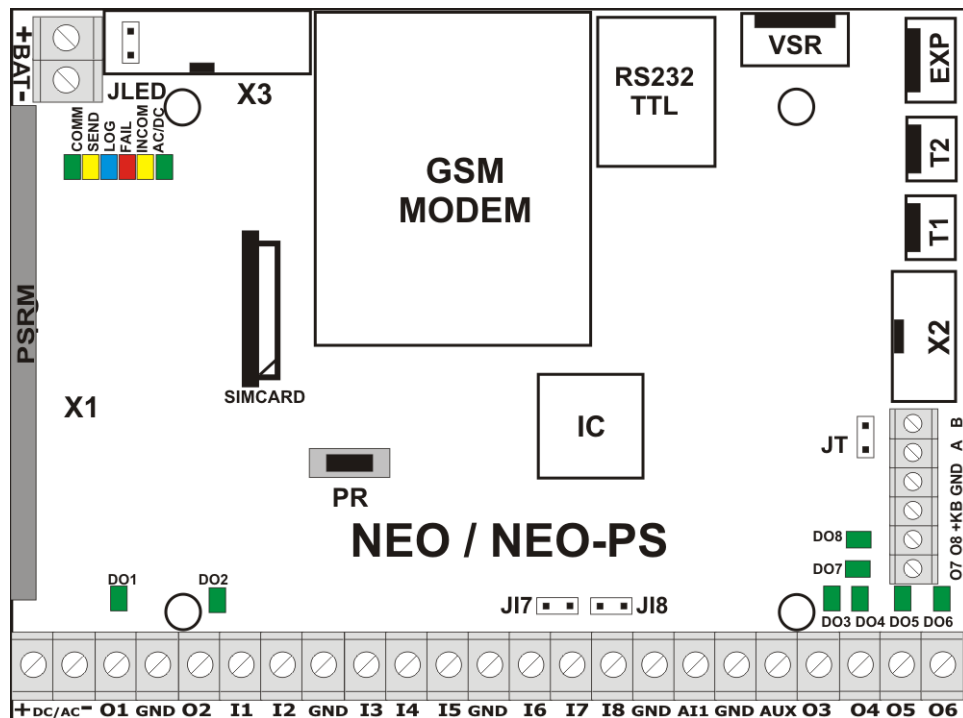 +BAT-
JLED
X3
VSR
EXP
RS232
TTL
COMM
SEND
LOG
FAIL
INCOM
AC/DC
GSM
MODEM
T2
T1
PSRM
X2
SIMCARD
X1
IC
B
A
GND
+KB
O8
O7
JT
PR
NEO / NEO-PS
DO8
DO7
DO1
DO2
JI7
JI8
DO3 DO4 DO5 DO6
+ DC/AC - O1 GND O2 I1 I2 GND I3 I4 I5 GND I6 I7 I8 GND AI1 GND AUX O3 O4 O5 O6